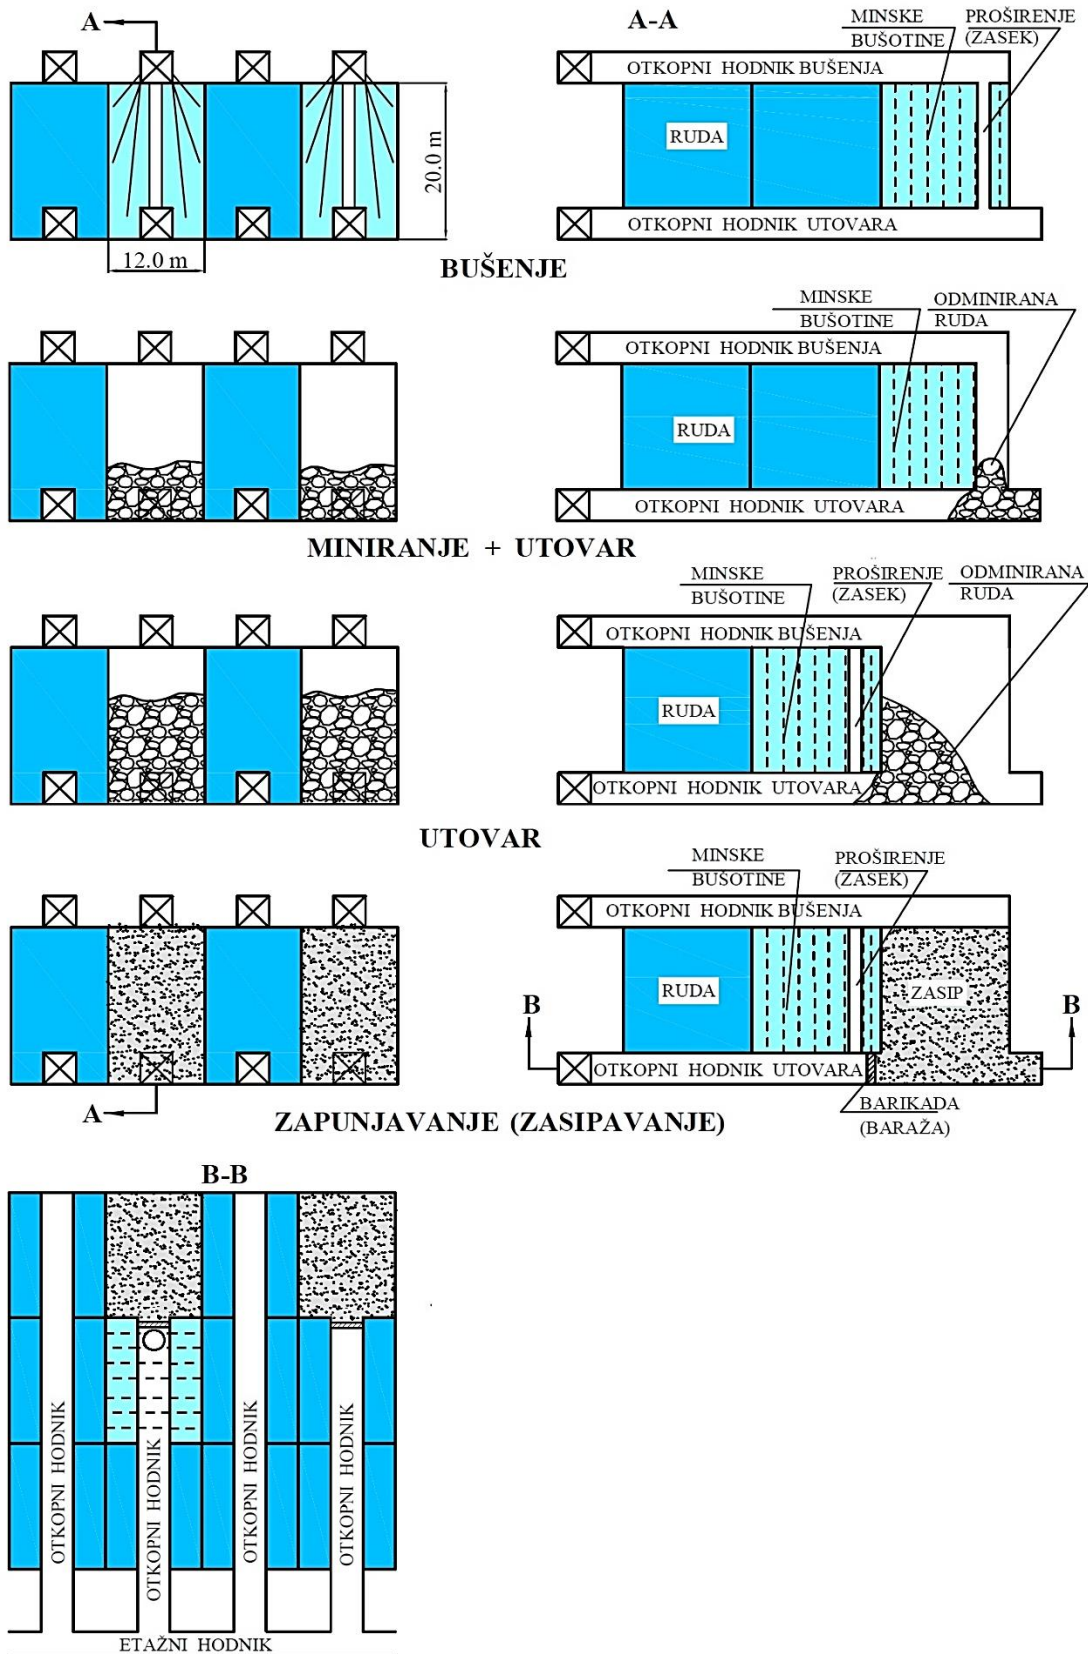 A
A-A
MINSKE
BUŠOTINE
PROŠIRENJE
(ZASEK)
OTKOPNI HODNIK BUŠENJA
RUDA
20.0 m
OTKOPNI HODNIK UTOVARA
12.0 m
BUŠENJE
MINSKE
BUŠOTINE
ODMINIRANA
RUDA
OTKOPNI HODNIK BUŠENJA
RUDA
OTKOPNI HODNIK UTOVARA
MINIRANJE + UTOVAR
MINSKE
BUŠOTINE
PROŠIRENJE
(ZASEK)
ODMINIRANA
RUDA
OTKOPNI HODNIK BUŠENJA
RUDA
OTKOPNI HODNIK UTOVARA
UTOVAR
MINSKE
BUŠOTINE
PROŠIRENJE
(ZASEK)
OTKOPNI HODNIK BUŠENJA
RUDA
ZASIP
B
B
OTKOPNI HODNIK UTOVARA
A
ZAPUNJAVANJE (ZASIPAVANJE)
BARIKADA
(BARAŽA)
B-B
OTKOPNI HODNIK
OTKOPNI HODNIK
OTKOPNI HODNIK
OTKOPNI HODNIK
ETAŽNI HODNIK